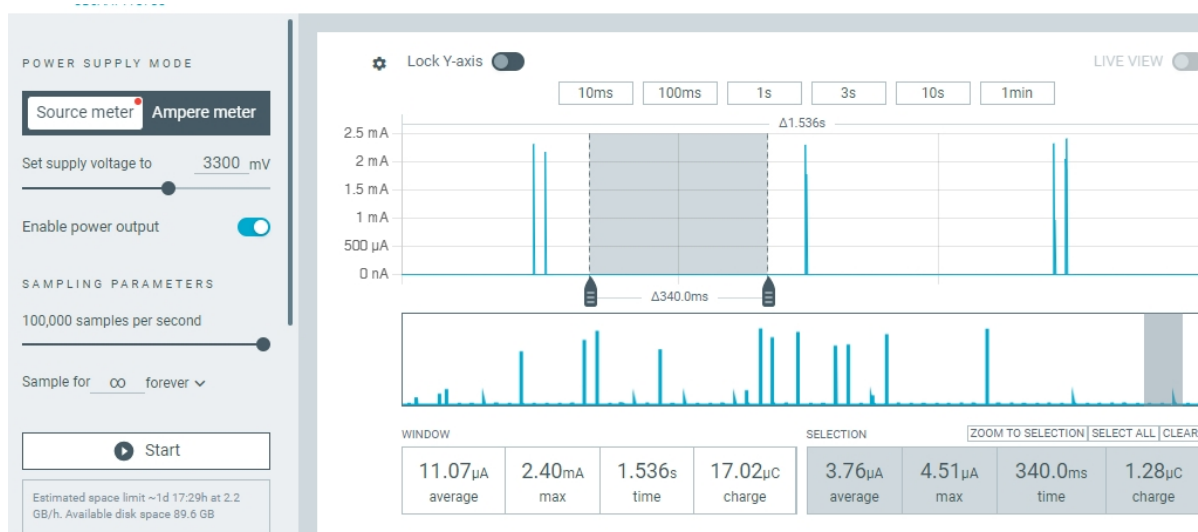 POWER SUPPLY MODE
Source meter Ampere meter
Set supply voltage to 3300 mV
Enable power output
SAMPLING PARAMETERS
100,000 samples per second
Sample for ∞ forever
Start
Estimated space limit ~1d 17:29h at 2.2
GB/h. Available disk space 89.6 GB
Lock Y-axis
LIVE VIEW
10ms 100ms 1s 3s 10s 1min
Δ1.536s
2.5 mA
2 mA
1.5 mA
1 mA
500 µA
0 nA
Δ340.0ms
WINDOW
11.07µA 2.40mA 1.536s 17.02µC
average max time charge
SELECTION ZOOM TO SELECTION SELECT ALL CLEAR
3.76µA 4.51µA 340.0ms 1.28µC
average max time charge